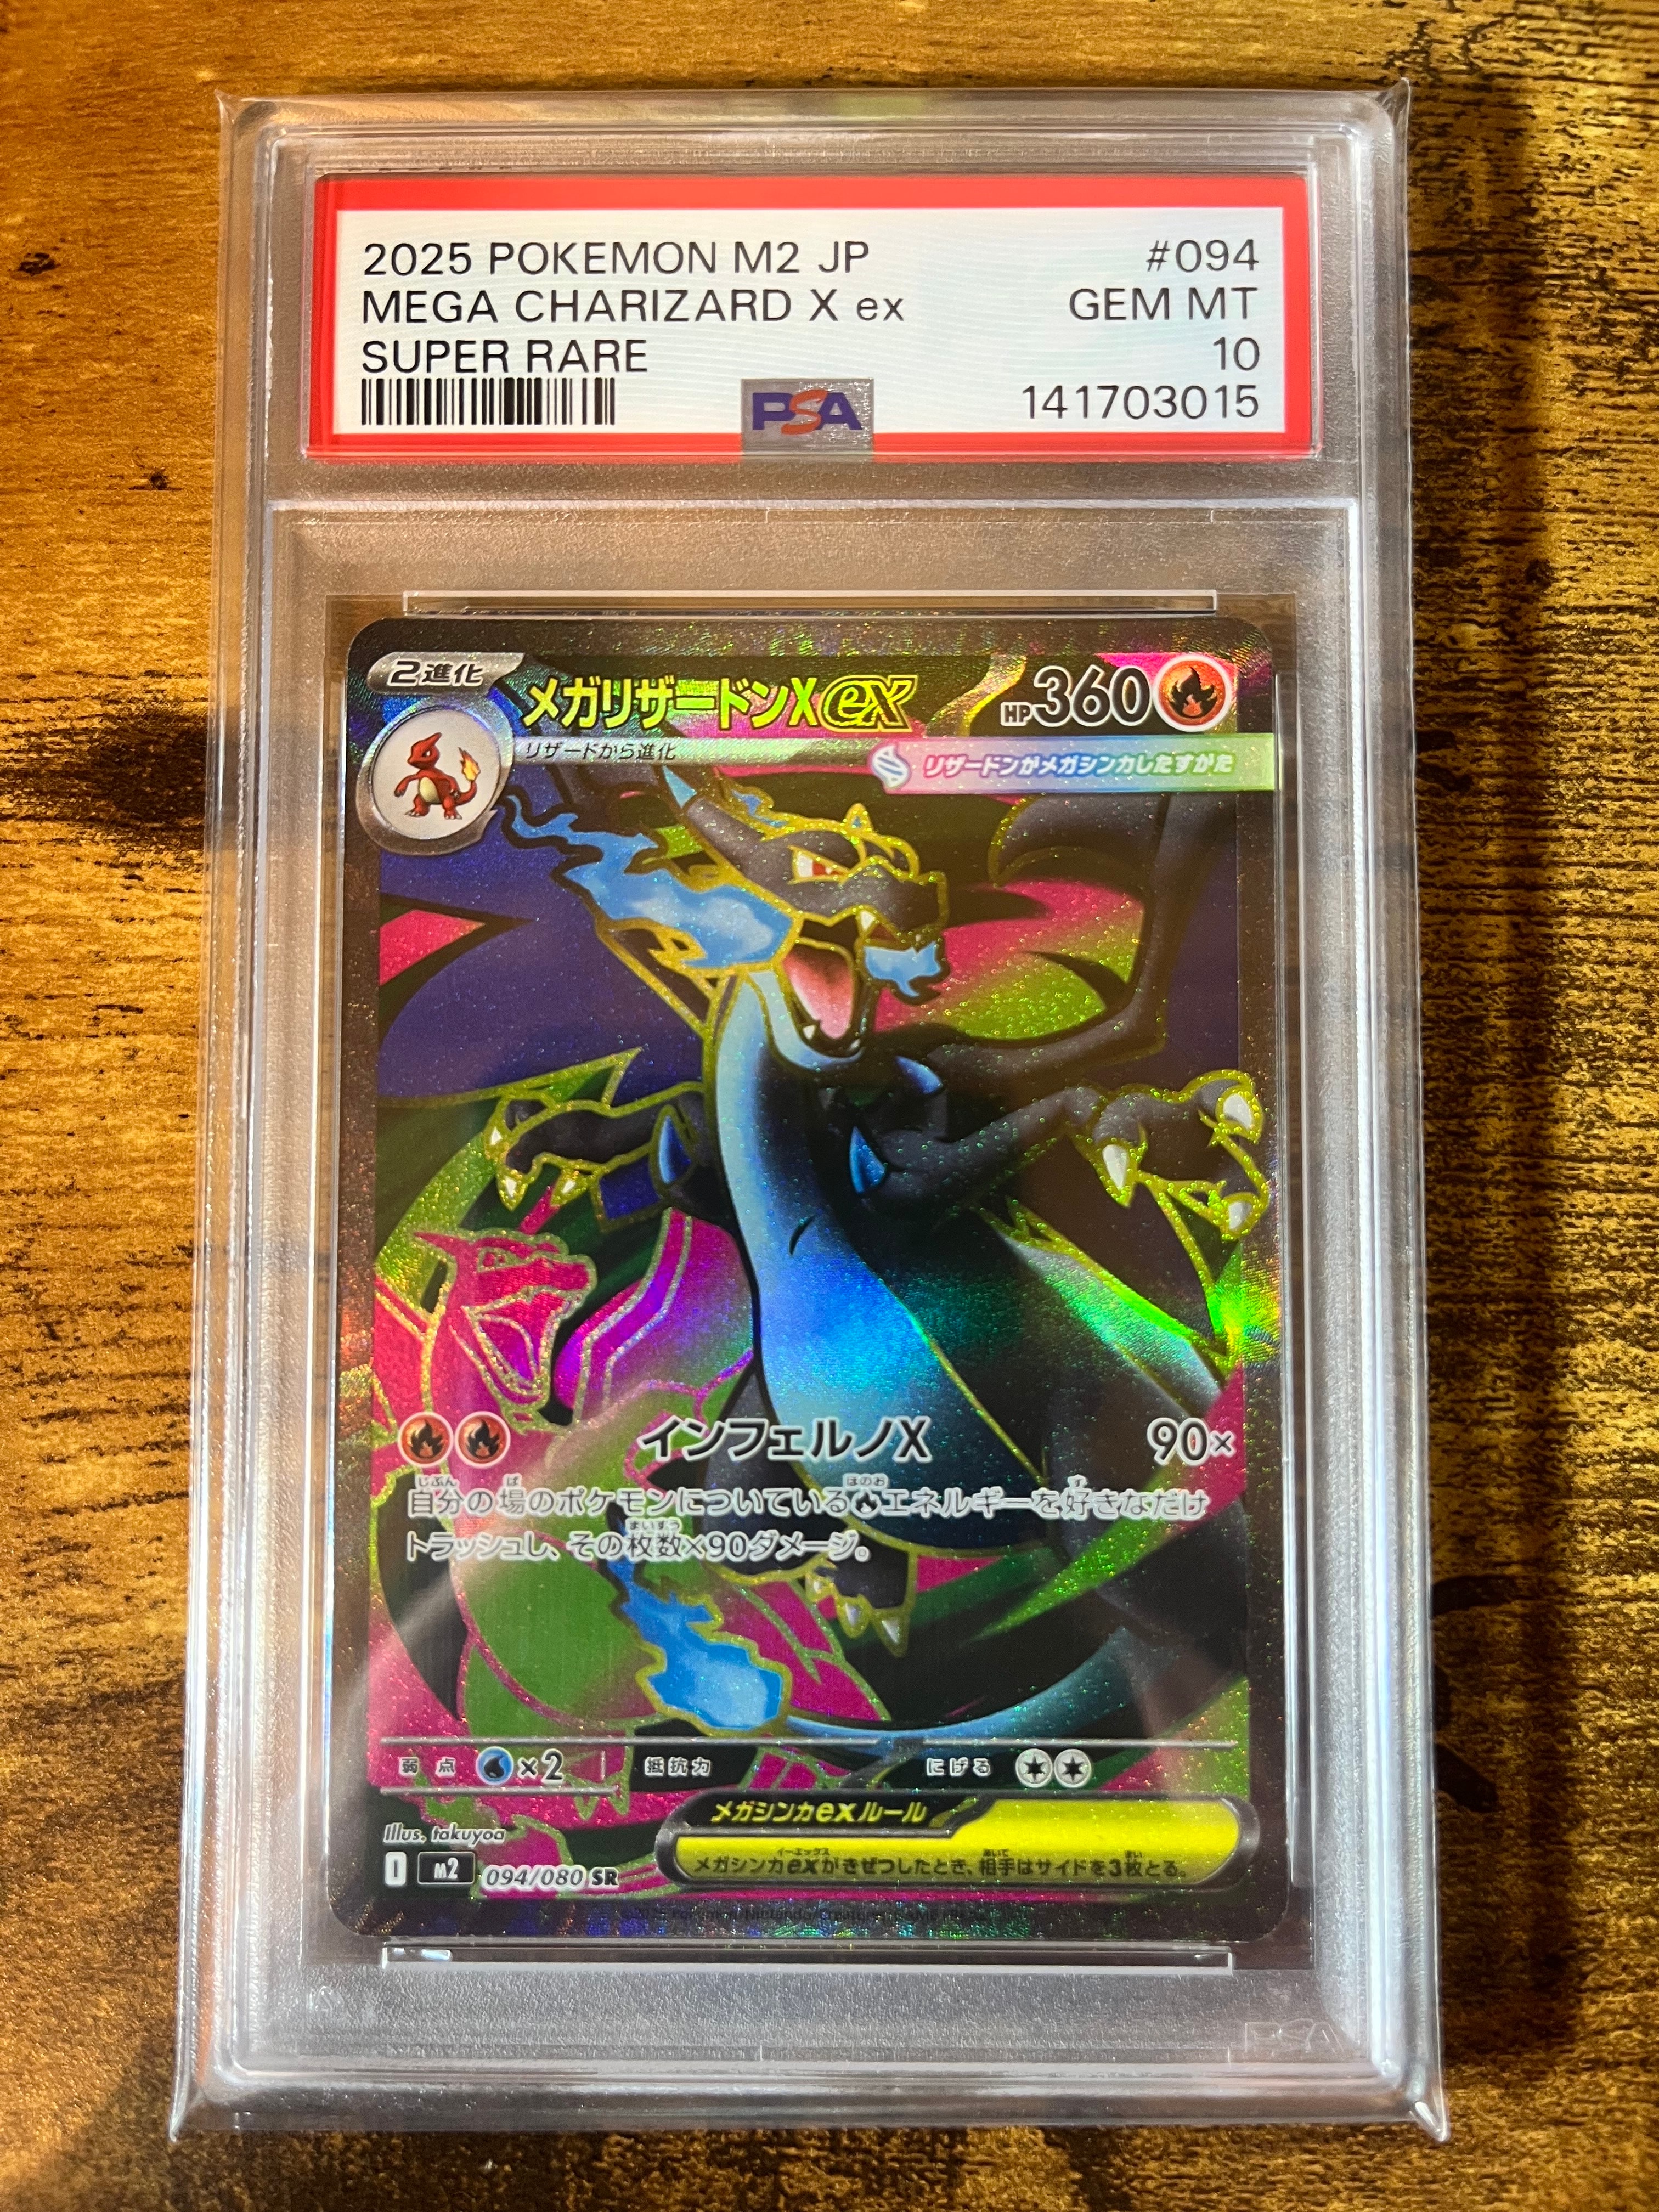 2025 POKEMON M2 JP #094
MEGA CHARIZARD X ex GEM MT
SUPER RARE 10
PSA 141703015
2進化 メガリザードンXex HP360
リザードから進化 リザードンがメガシンカしたすがた
インフェルノX 90×
自分の場のポケモンについているエネルギーを好きなだけ
トラッシュし、その枚数×90ダメージ。
弱点 ×2 抵抗力 にげる
メガシンカexルール
メガシンカexがきぜつしたとき、相手はサイドを3枚とる。
Illus. takuyoa
I m2 094/080 SR
PSA